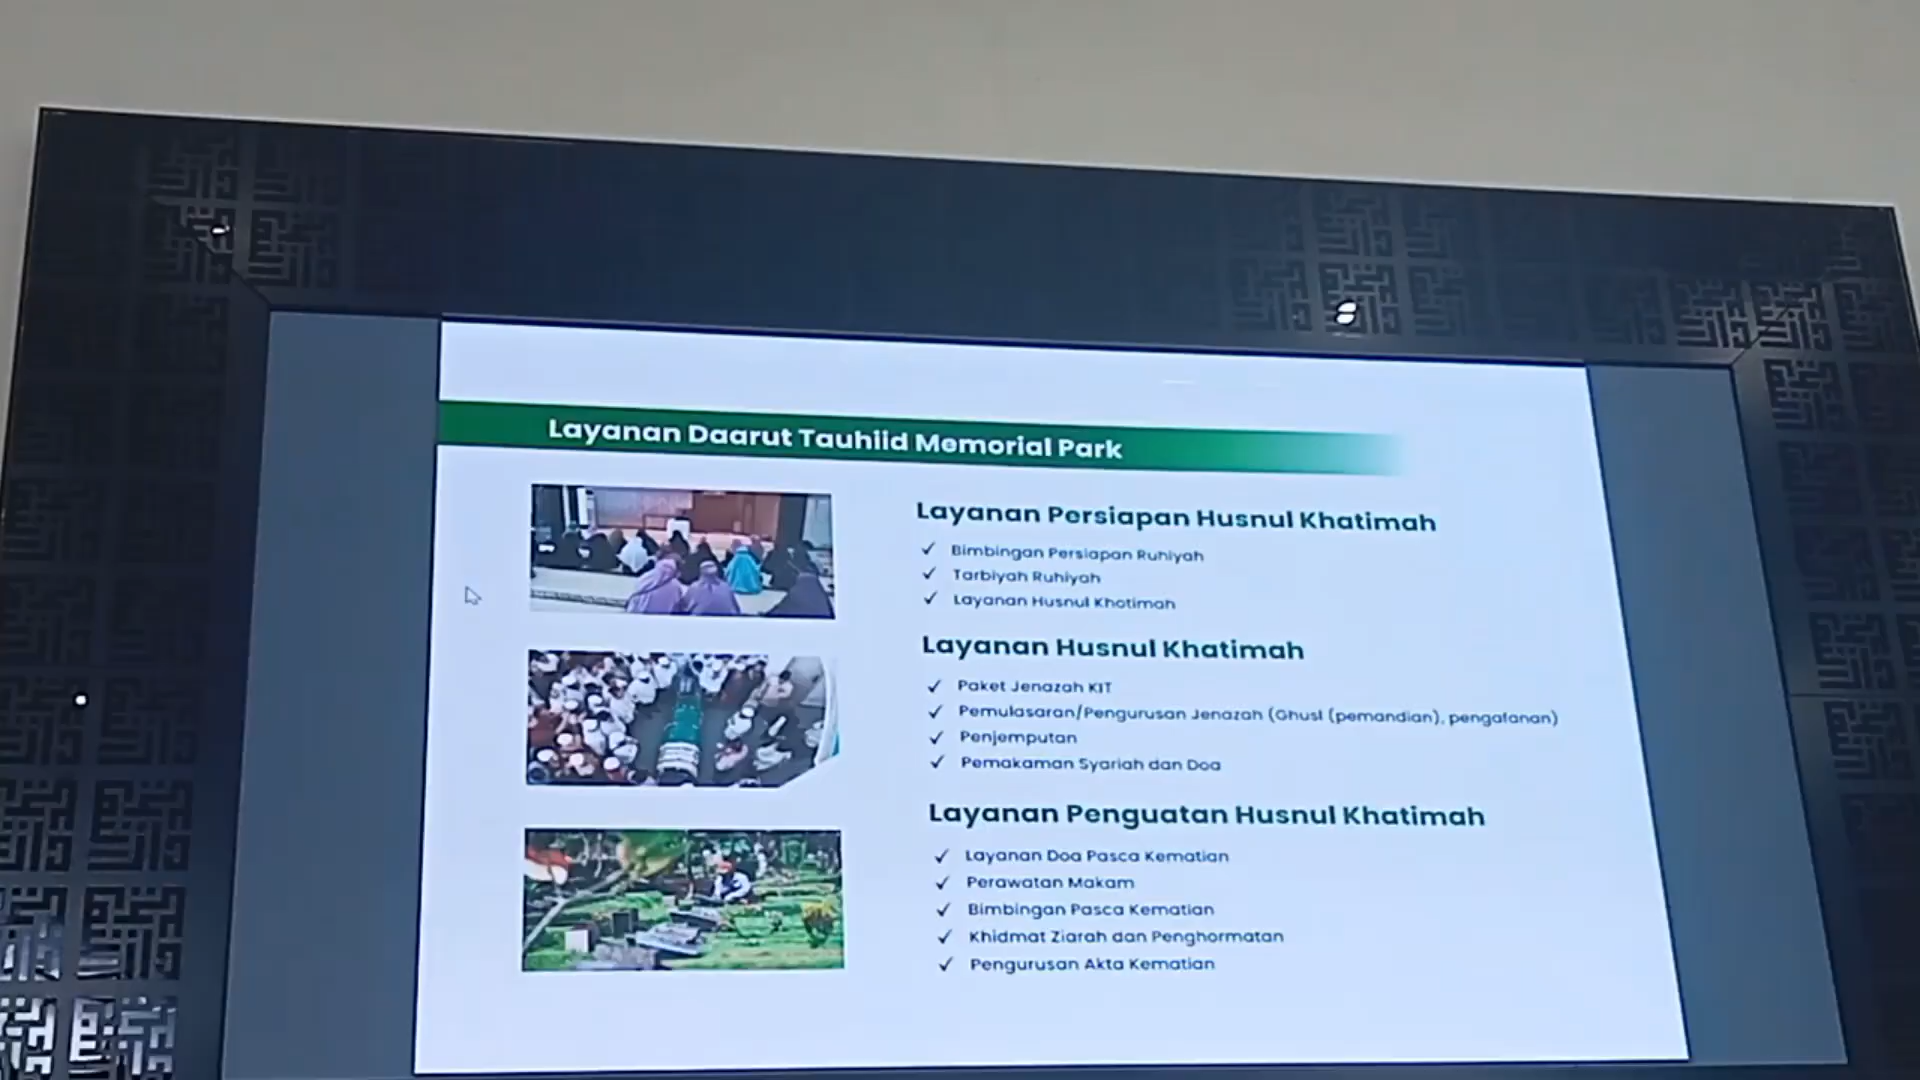 Layanan Daarut Tauhiid Memorial Park
Layanan Persiapan Husnul Khatimah
✓ Bimbingan Persiapan Ruhiyah
✓ Tarbiyah Ruhiyah
✓ Layanan Husnul Khotimah
Layanan Husnul Khatimah
✓ Paket Jenazah KIT
✓ Pemulasaran/Pengurusan Jenazah (Ghusl (pemandian), pengafanan)
✓ Penjemputan
✓ Pemakaman Syariah dan Doa
Layanan Penguatan Husnul Khatimah
✓ Layanan Doa Pasca Kematian
✓ Perawatan Makam
✓ Bimbingan Pasca Kematian
✓ Khidmat Ziarah dan Penghormatan
✓ Pengurusan Akta Kematian